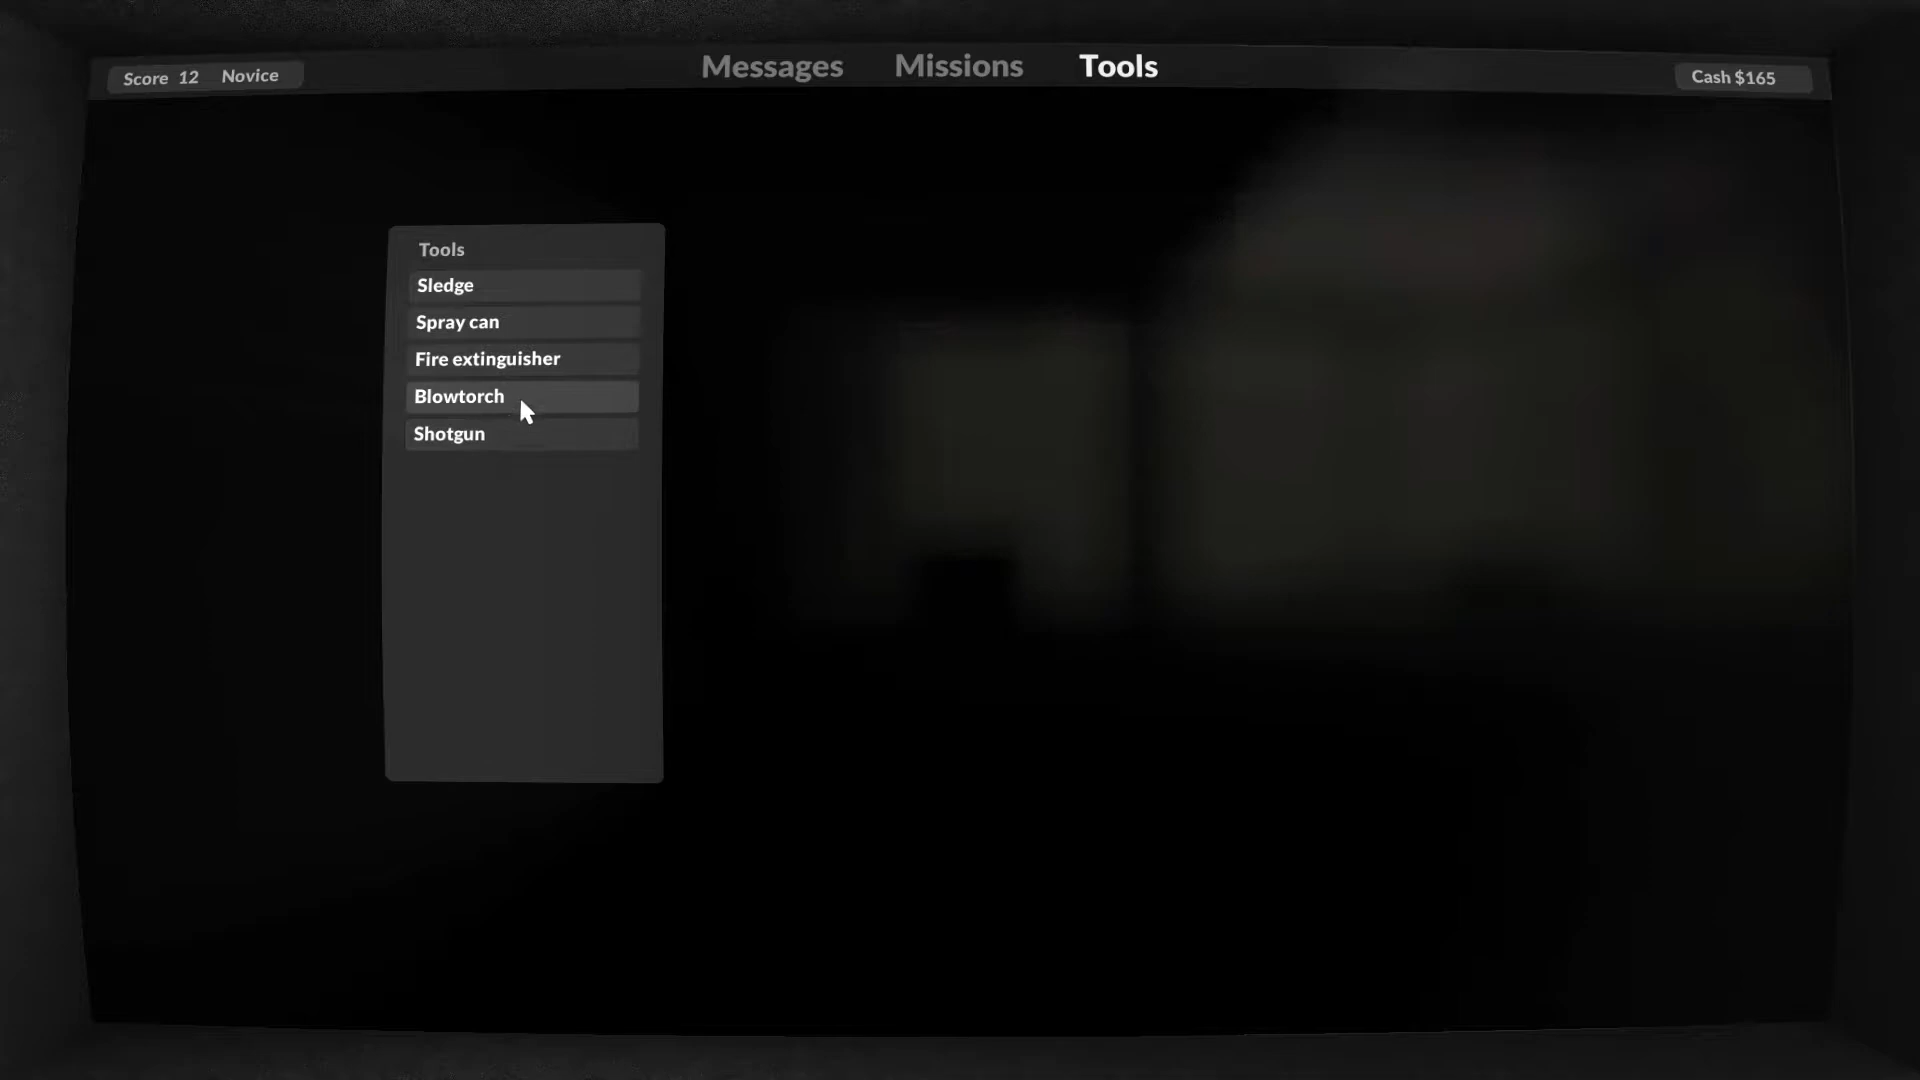 Score 12 Novice
Messages Missions Tools
Cash $165
Tools
Sledge
Spray can
Fire extinguisher
Blowtorch
Shotgun